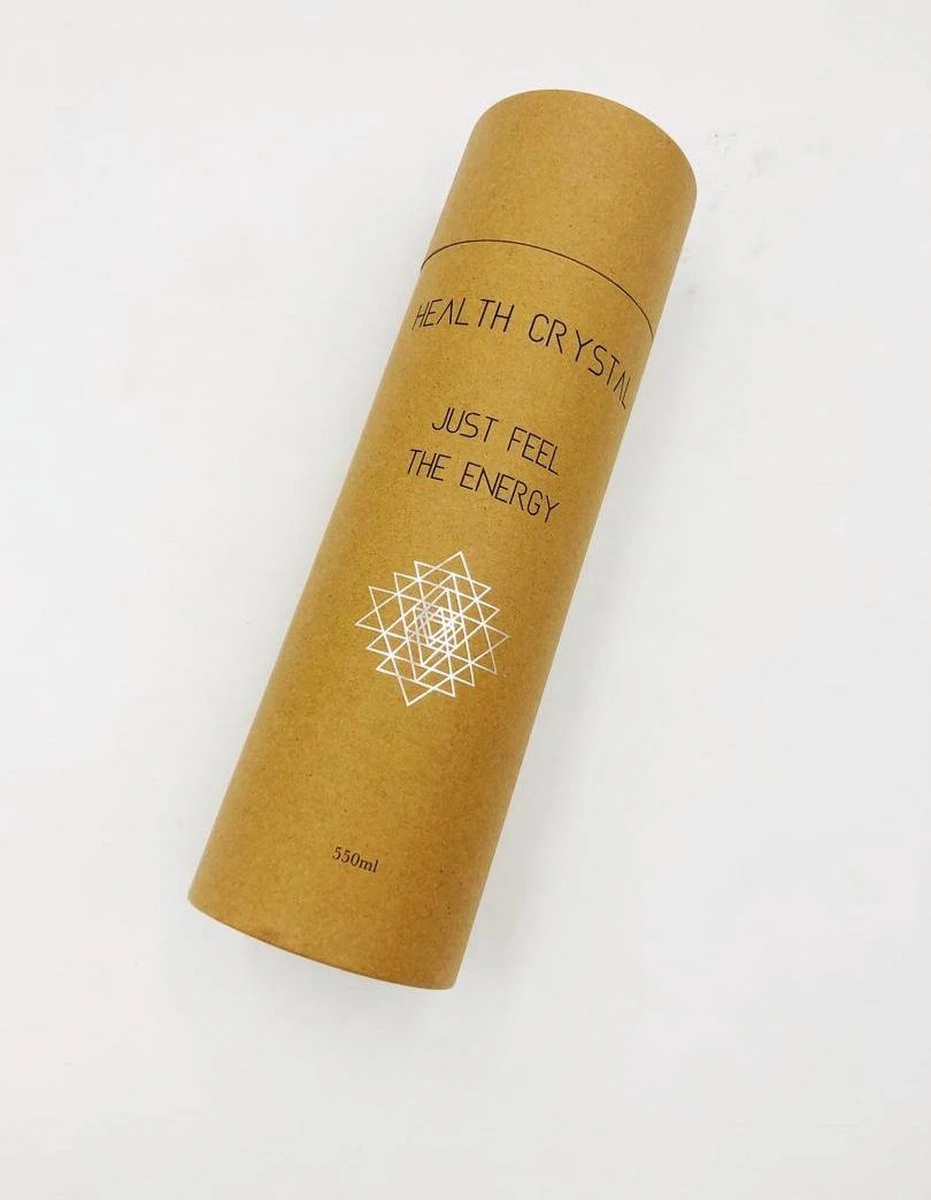 HEALTH CRYSTAL
JUST FEEL
THE ENERGY
550ml